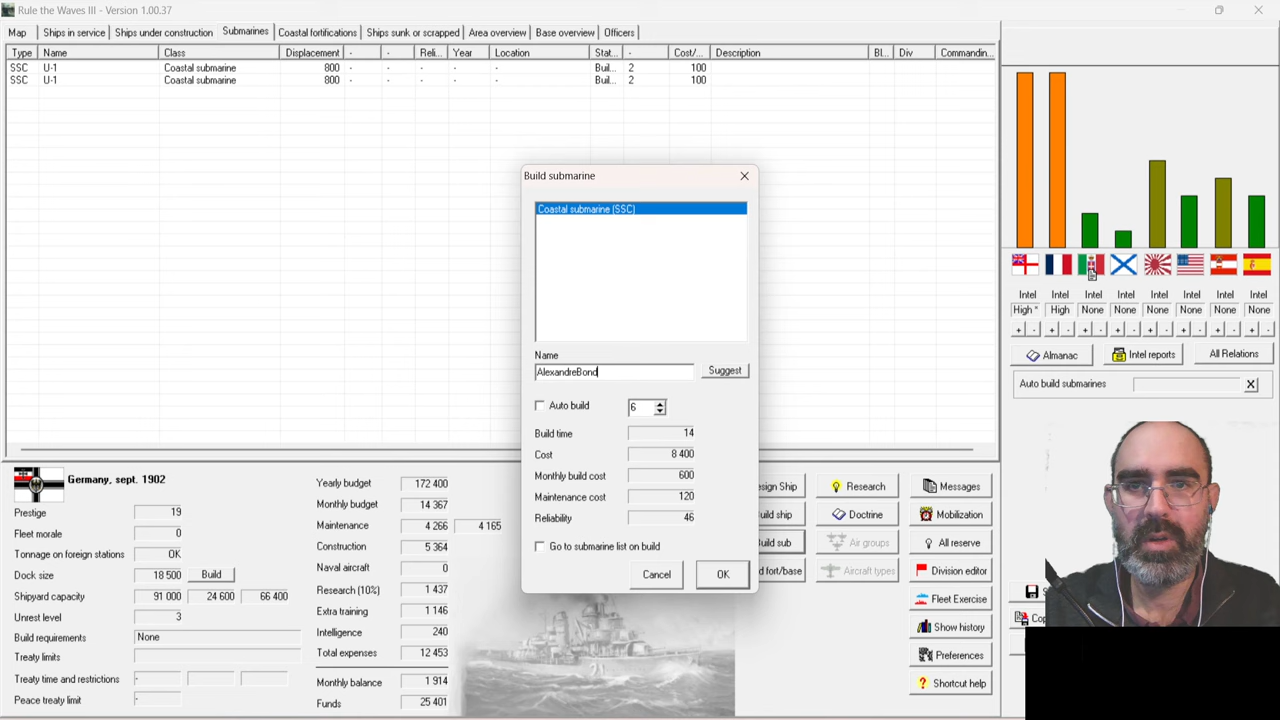 Rule the Waves III - Version 1.00.37
Map Ships in service Ships under construction Submarines Coastal fortifications Ships sunk or scrapped Area overview Base overview Officers
Type Name Class Displacement - - Reli... Year Location Stat... - Cost/... Description Bl... Div Commandin...
SSC U-1 Coastal submarine 800 - - - - - Buil... 2 100
SSC U-1 Coastal submarine 800 - - - - - Buil... 2 100
Build submarine
Coastal submarine (SSC)
Name
AlexandreBond Suggest
Auto build 6
Build time 14
Cost 8 400
Monthly build cost 600
Maintenance cost 120
Reliability 46
Go to submarine list on build
Cancel OK
Intel Intel Intel Intel Intel Intel Intel Intel
High * High None None None None None None
+ - + - + - + - + - + - + - + -
Almanac Intel reports All Relations
Auto build submarines X
Germany, sept. 1902
Prestige 19
Fleet morale 0
Tonnage on foreign stations OK
Dock size 18 500 Build
Shipyard capacity 91 000 24 600 66 400
Unrest level 3
Build requirements None
Treaty limits
Treaty time and restrictions -
Peace treaty limit -
Yearly budget 172 400
Monthly budget 14 367
Maintenance 4 266 4 165
Construction 5 364
Naval aircraft 0
Research (10%) 1 437
Extra training 1 146
Intelligence 240
Total expenses 12 453
Monthly balance 1 914
Funds 25 401
esign Ship Research Messages
uild ship Doctrine Mobilization
uild sub Air groups All reserve
d fort/base Aircraft types Division editor
Fleet Exercise
Show history
Preferences
Shortcut help
S
Cop